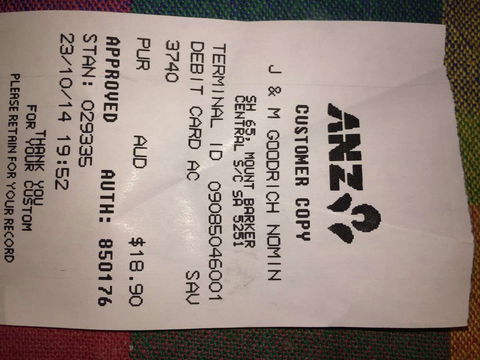 ANZ
CUSTOMER COPY
J & M GOODRICH NOMIN
SH 65, MOUNT BARKER
CENTRAL S/C SA 5251
TERMINAL ID 09085046001
DEBIT CARD AC SAV
3740
PUR AUD $18.90
APPROVED AUTH: 850176
STAN: 029335
23/10/14 19:52
THANK YOU
FOR YOUR CUSTOM
PLEASE RETAIN FOR YOUR RECORD